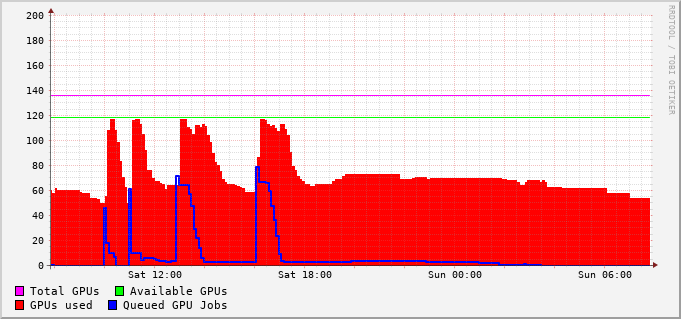 200
180
160
140
120
100
80
60
40
20
0
Sat 12:00 Sat 18:00 Sun 00:00 Sun 06:00
Total GPUs Available GPUs
GPUs used Queued GPU Jobs
RRDTOOL / TOBI OETIKER